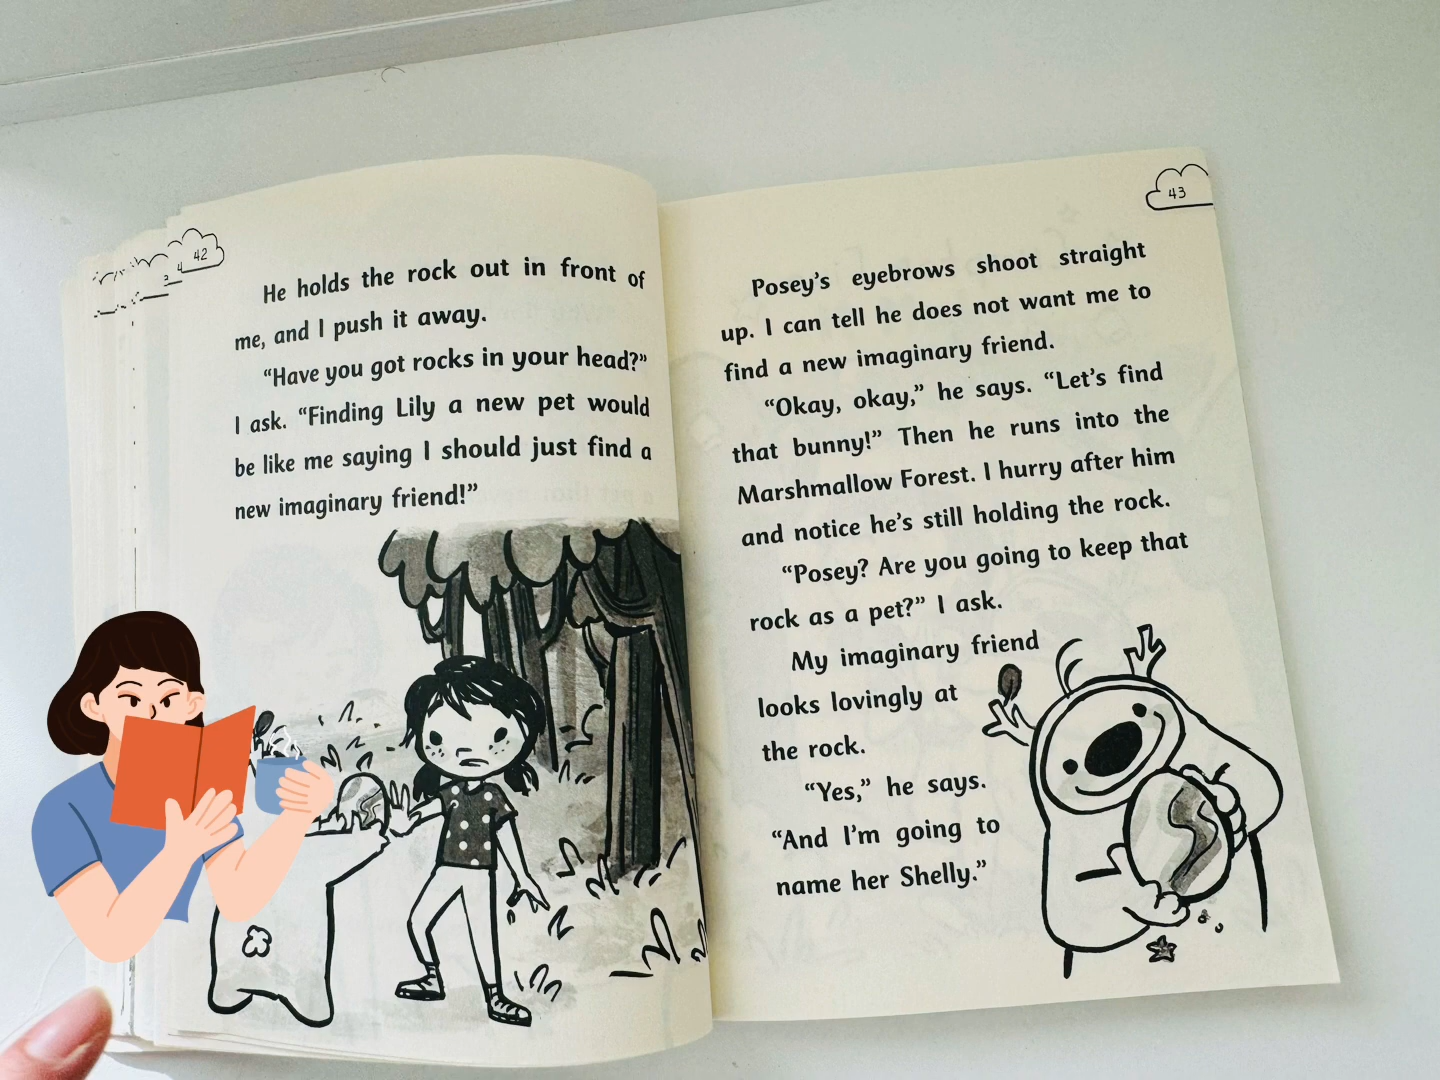 42
He holds the rock out in front of
me, and I push it away.
“Have you got rocks in your head?”
I ask. “Finding Lily a new pet would
be like me saying I should just find a
new imaginary friend!”
43
Posey’s eyebrows shoot straight
up. I can tell he does not want me to
find a new imaginary friend.
“Okay, okay,” he says. “Let’s find
that bunny!” Then he runs into the
Marshmallow Forest. I hurry after him
and notice he’s still holding the rock.
“Posey? Are you going to keep that
rock as a pet?” I ask.
My imaginary friend
looks lovingly at
the rock.
“Yes,” he says.
“And I’m going to
name her Shelly.”